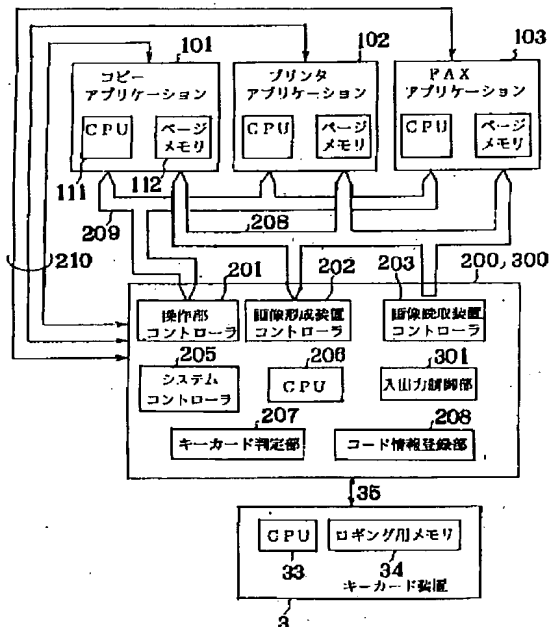 101
102
103
コピー
アプリケーション
CPU
ページ
メモリ
プリンタ
アプリケーション
CPU
ページ
メモリ
FAX
アプリケーション
CPU
ページ
メモリ
111
112
208
209
210
201
202
203
200,300
操作部
コントローラ
画像形成装置
コントローラ
画像読取装置
コントローラ
205
206
301
システム
コントローラ
CPU
入出力制御部
207
208
キーカード判定部
コード情報登録部
35
CPU
ロギング用メモリ
33
34
キーカード装置
3